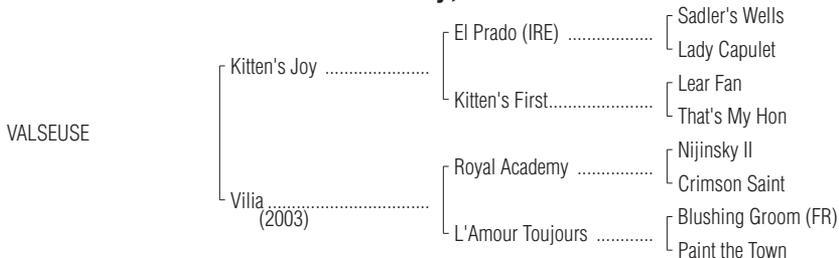 Sadler's Wells
El Prado (IRE) ...................
Lady Capulet
Kitten's Joy .......................
Lear Fan
Kitten's First.......................
That's My Hon
VALSEUSE
Nijinsky II
Royal Academy .................
Crimson Saint
Vilia ....................................
(2003)
Blushing Groom (FR)
L'Amour Toujours .............
Paint the Town